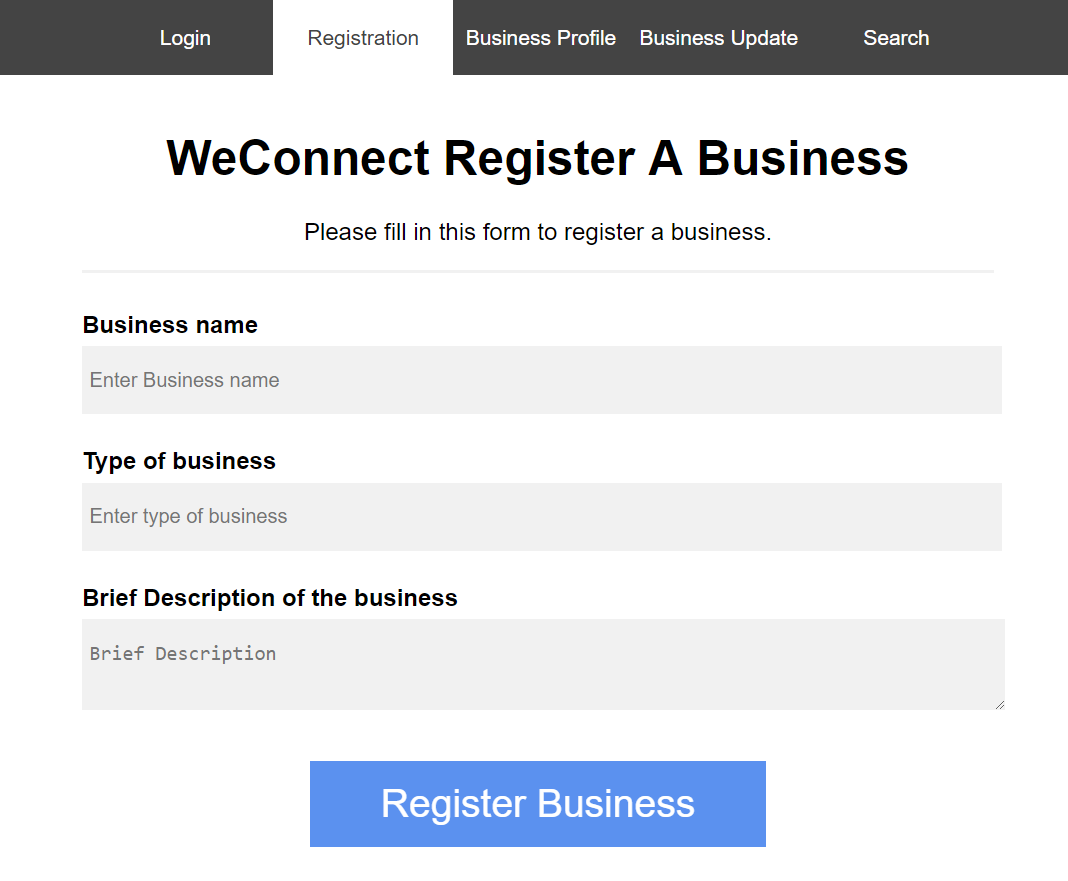 Login Registration Business Profile Business Update Search
WeConnect Register A Business
Please fill in this form to register a business.
Business name
Enter Business name
Type of business
Enter type of business
Brief Description of the business
Brief Description
Register Business